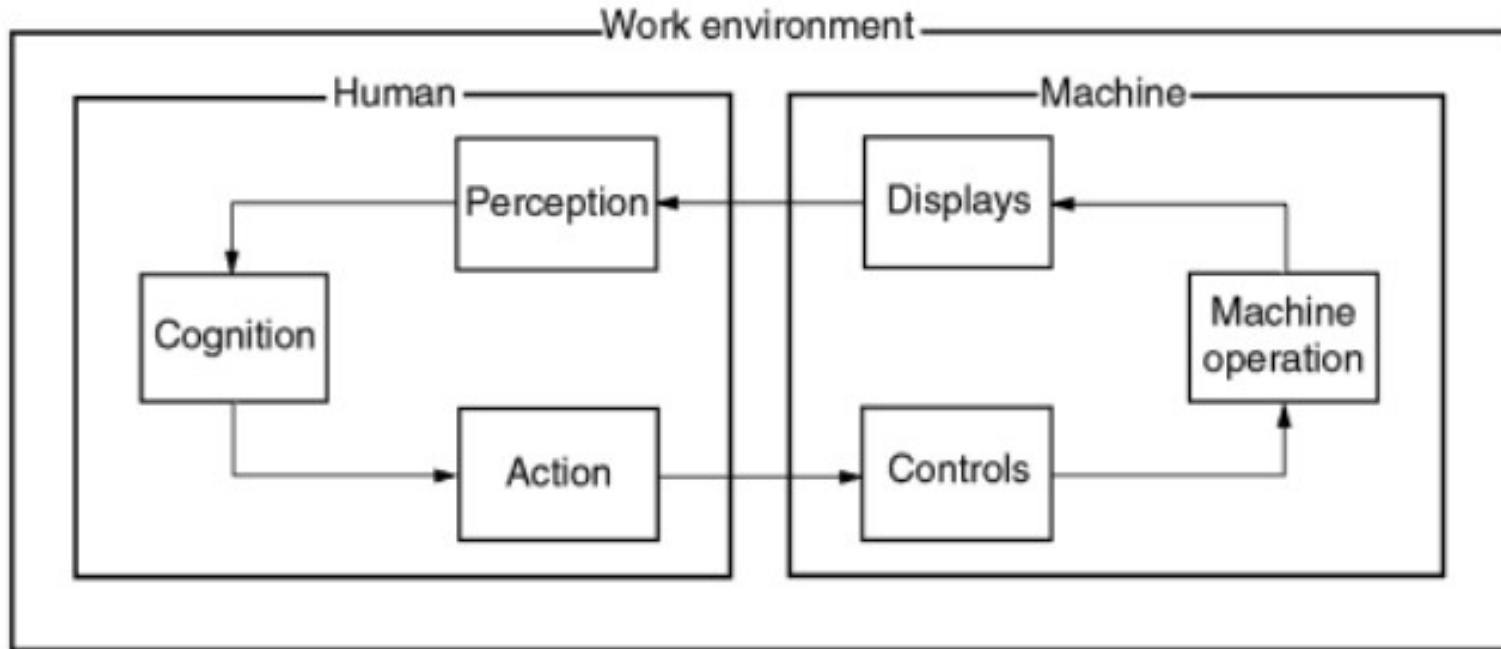 Work environment
Human
Machine
Perception
Displays
Cognition
Machine
operation
Action
Controls